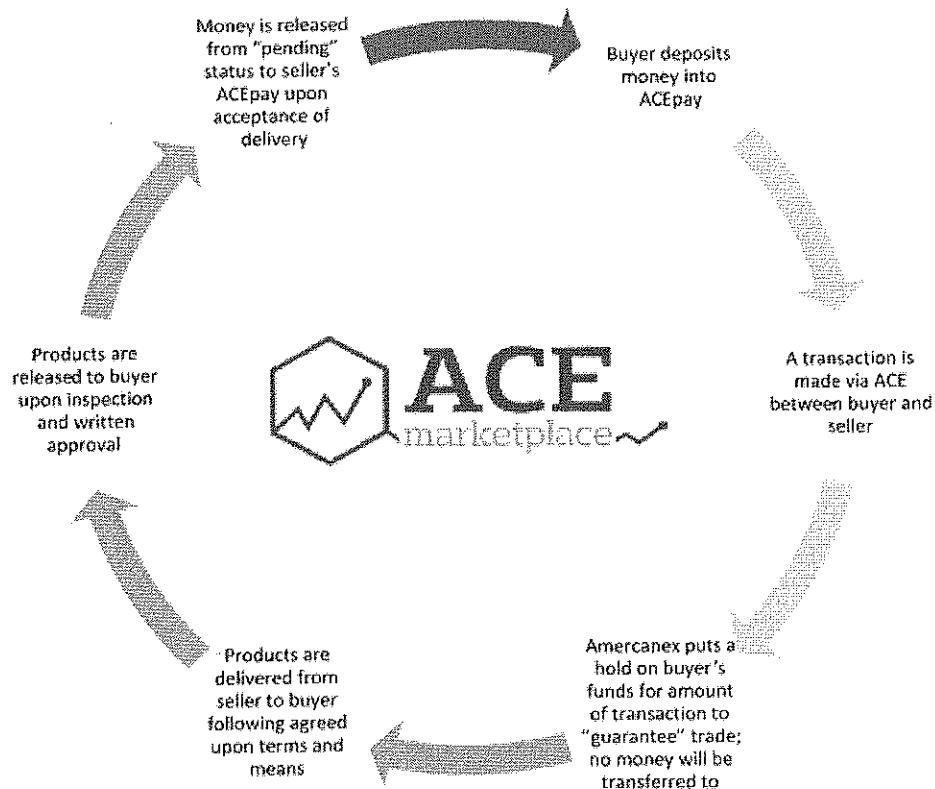 Money is released
from "pending"
status to seller's
ACEpay upon
acceptance of
delivery
Buyer deposits
money into
ACEpay
A transaction is
made via ACE
between buyer and
seller
Amercanex puts a
hold on buyer's
funds for amount
of transaction to
"guarantee" trade;
no money will be
transferred to
Products are
delivered from
seller to buyer
following agreed
upon terms and
means
Products are
released to buyer
upon inspection
and written
approval
ACE
marketplace